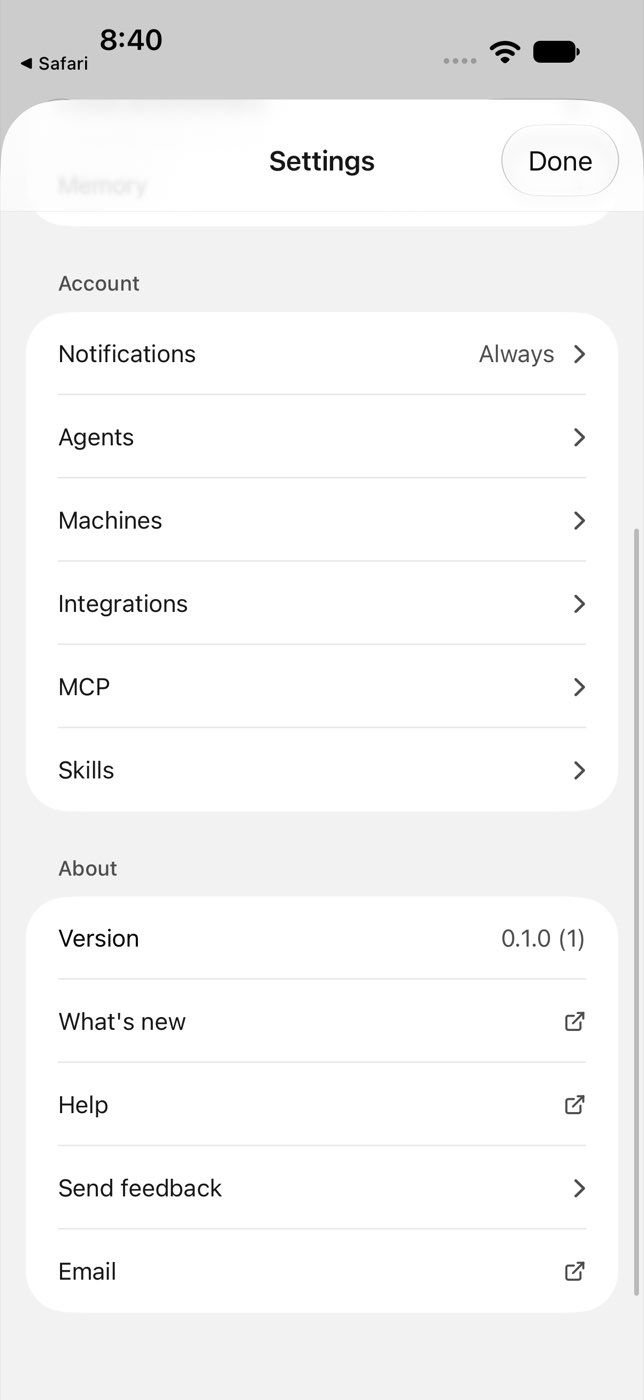 8:40
Safari
Settings
Done
Memory
Account
Notifications
Always
Agents
Machines
Integrations
MCP
Skills
About
Version
0.1.0 (1)
What's new
Help
Send feedback
Email